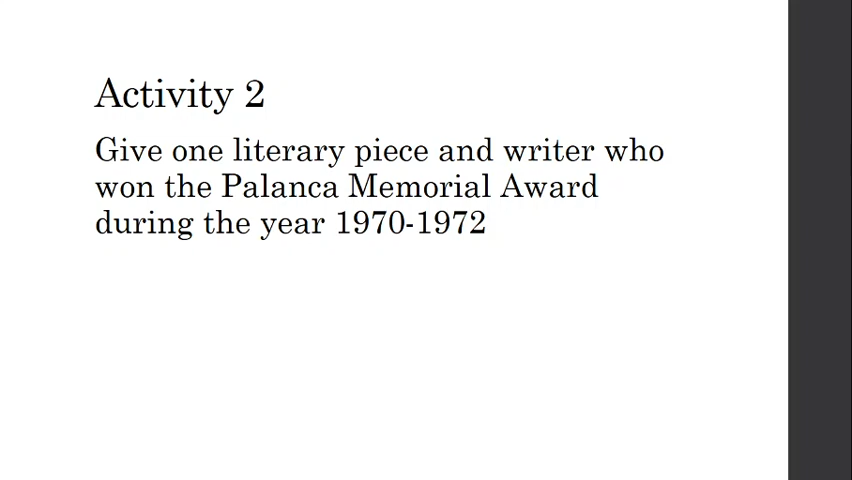 Activity 2
Give one literary piece and writer who
won the Palanca Memorial Award
during the year 1970-1972